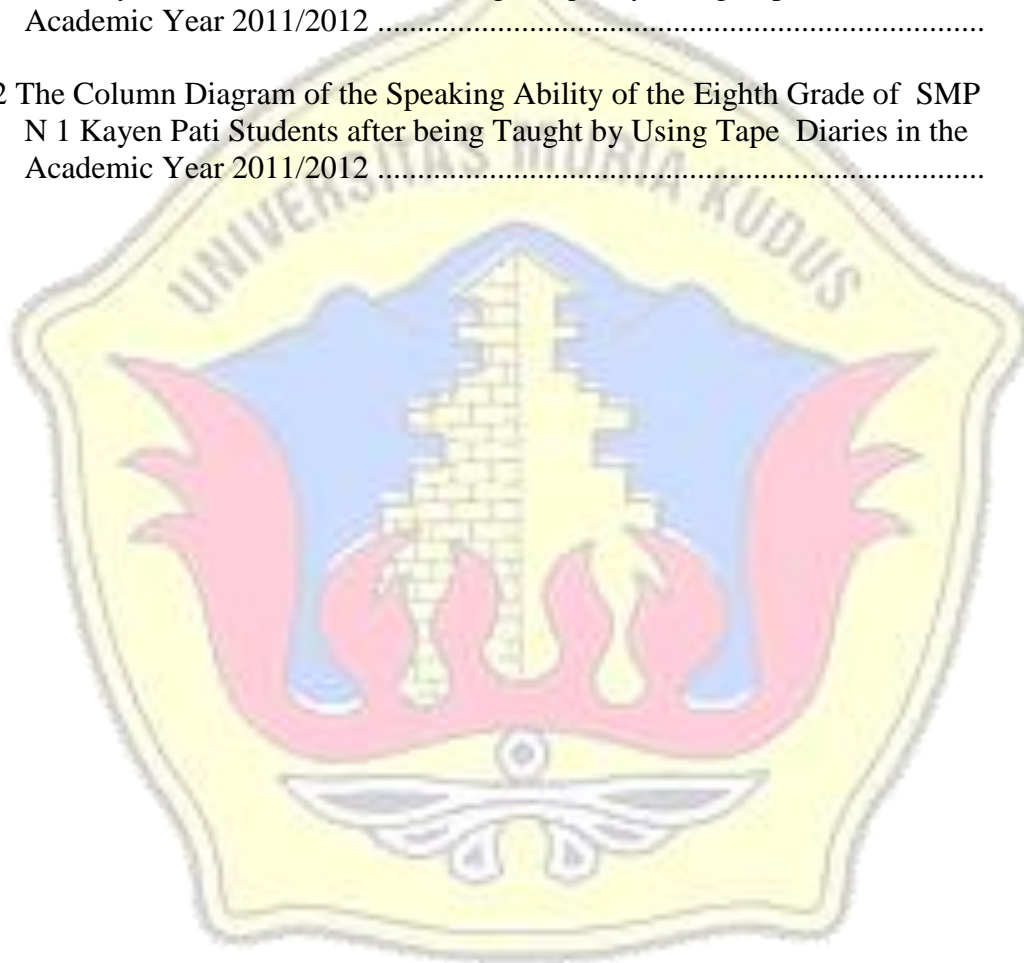 Academic Year 2011/2012 ............................................................................
2 The Column Diagram of the Speaking Ability of the Eighth Grade of SMP
N 1 Kayen Pati Students after being Taught by Using Tape Diaries in the
Academic Year 2011/2012 ............................................................................
UNIVERSITAS MURIA KUDUS